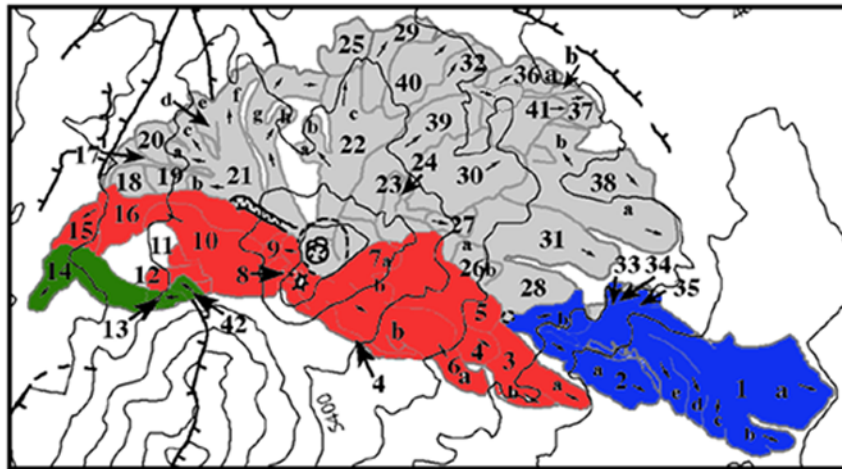 25 29
32 36 a b
40
41 37
d e f g h b c
39
20 c
17 a 22 b
24
18 19 b 21 a 23 30 38
a
15 16 27
11 10 9 7a a 31
14 12 8 26b 33 34 35
b 28
13 42 5 b
b 4 3
6 a a 2 1 a
4 b a e d
c
b
5400